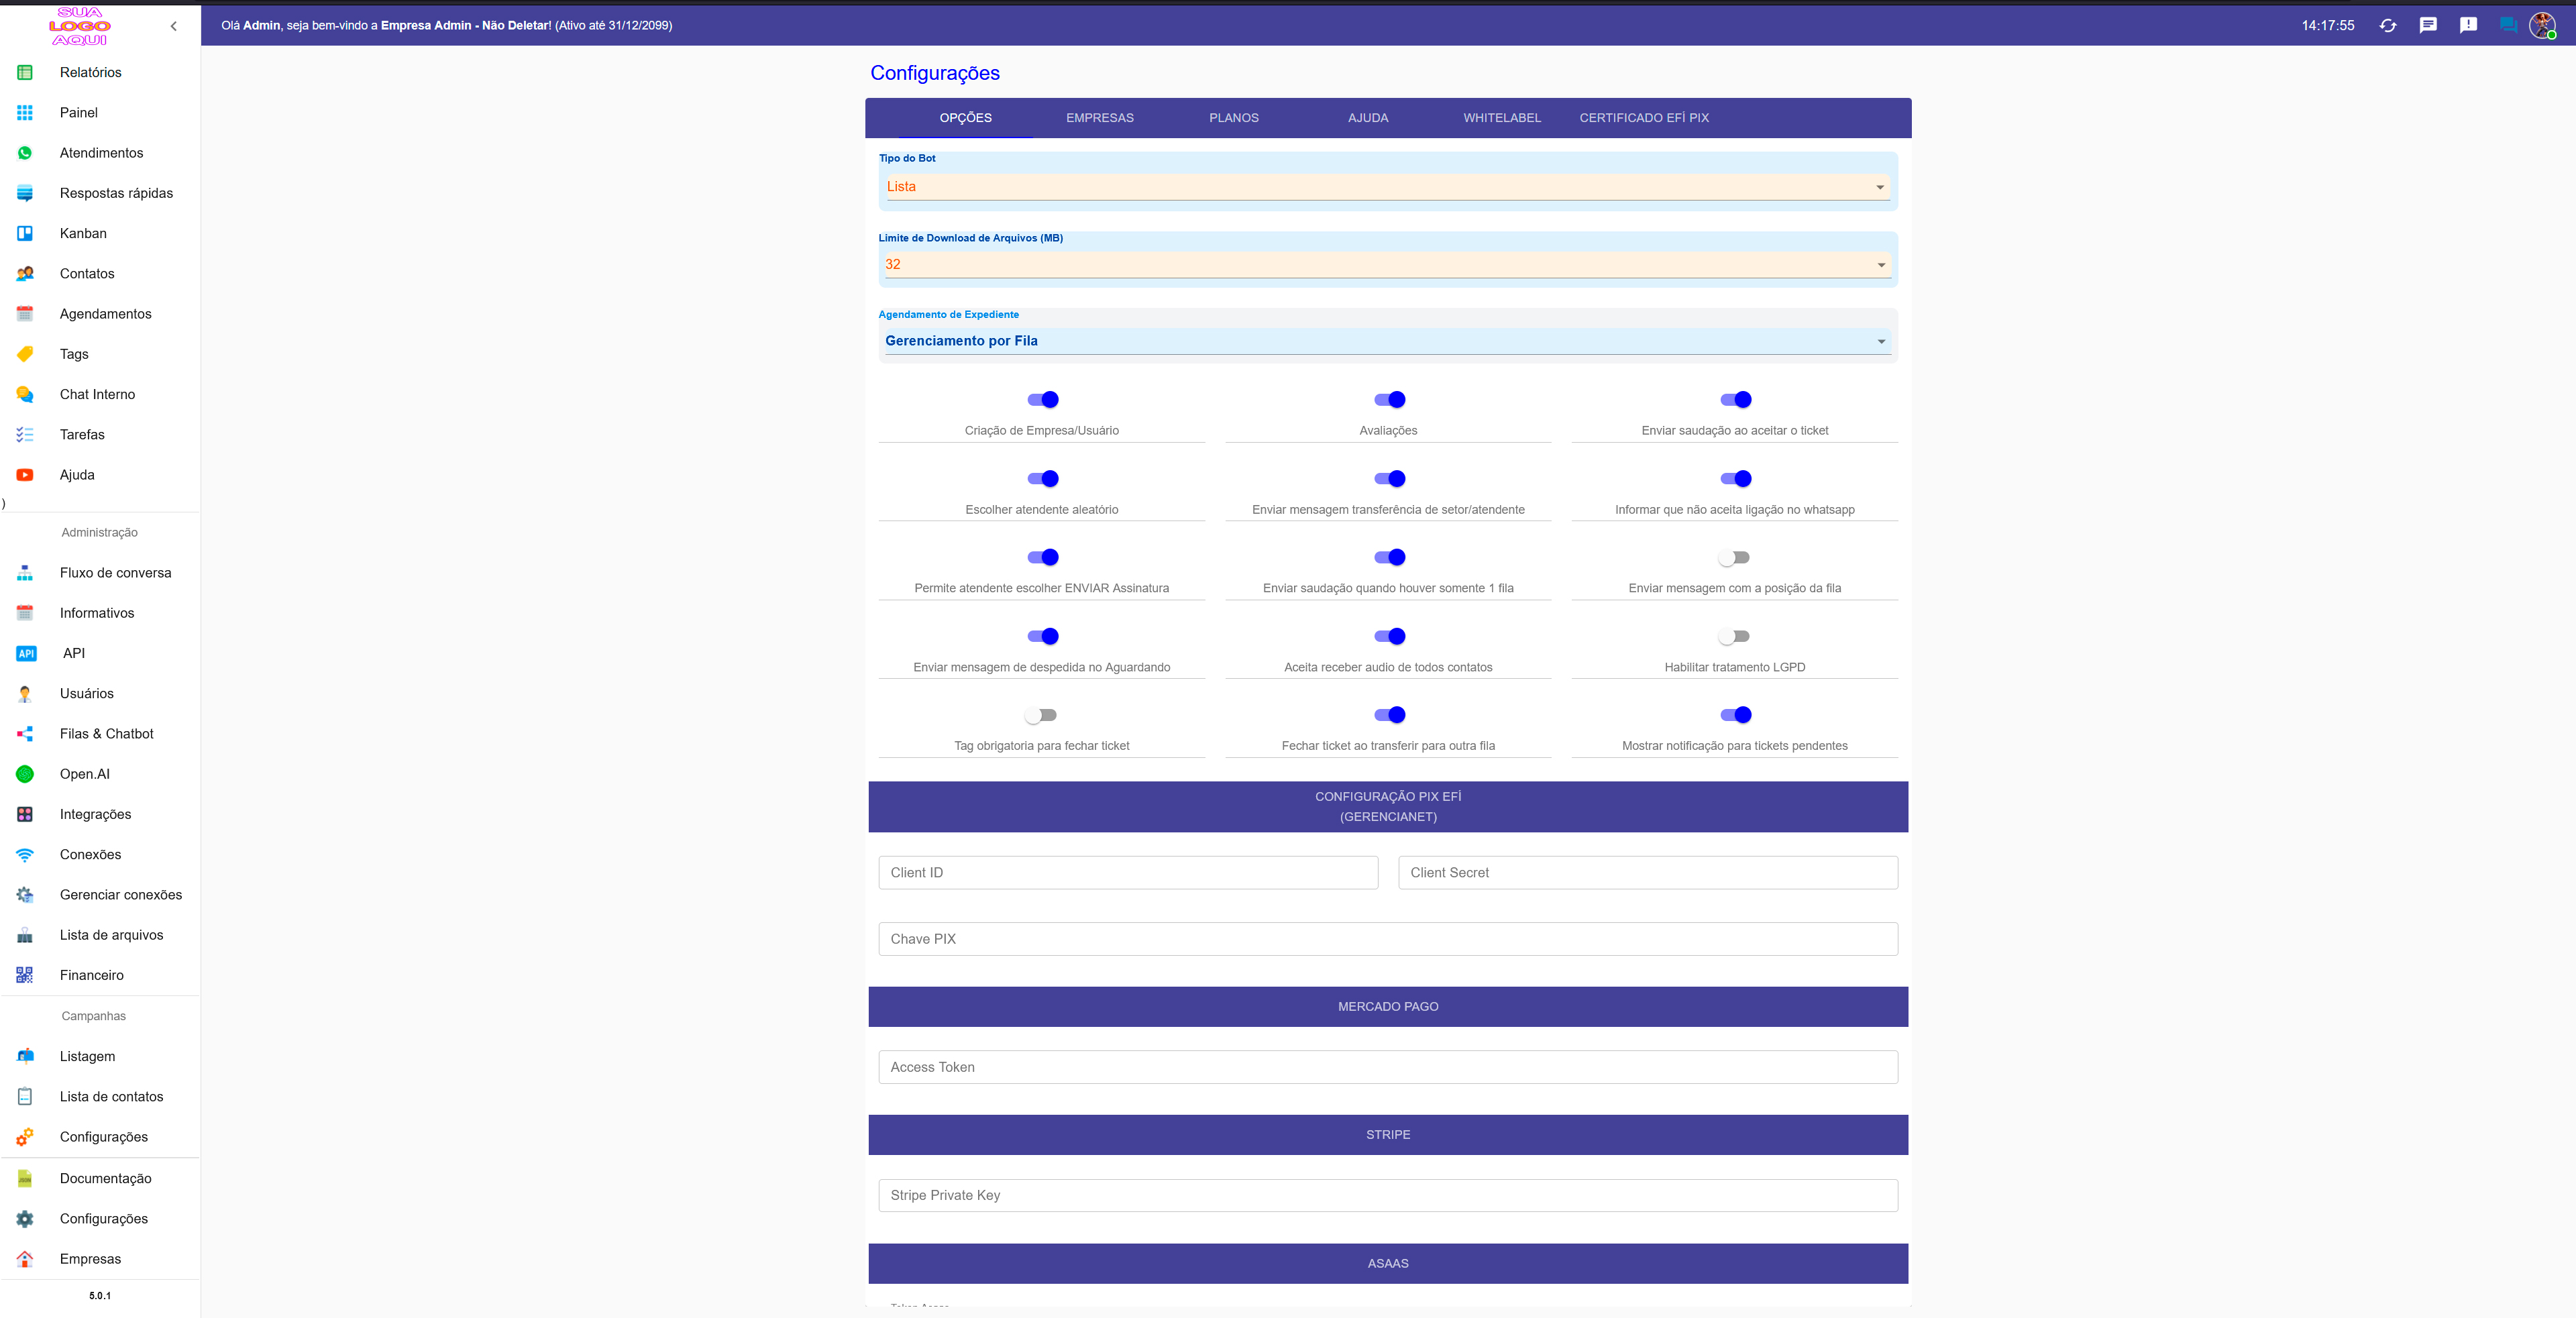 SUA
LOGO
AQUI
Olá Admin, seja bem-vindo a Empresa Admin - Não Deletar! (Ativo até 31/12/2099)
14:17:55
Relatórios
Painel
Atendimentos
Respostas rápidas
Kanban
Contatos
Agendamentos
Tags
Chat Interno
Tarefas
Ajuda
)
Administração
Fluxo de conversa
Informativos
API API
Usuários
Filas & Chatbot
Open.AI
Integrações
Conexões
Gerenciar conexões
Lista de arquivos
Financeiro
Campanhas
Listagem
Lista de contatos
Configurações
Documentação
Configurações
Empresas
5.0.1
Configurações
OPÇÕES EMPRESAS PLANOS AJUDA WHITELABEL CERTIFICADO EFÍ PIX
Tipo do Bot
Lista
Limite de Download de Arquivos (MB)
32
Agendamento de Expediente
Gerenciamento por Fila
Criação de Empresa/Usuário Avaliações Enviar saudação ao aceitar o ticket
Escolher atendente aleatório Enviar mensagem transferência de setor/atendente Informar que não aceita ligação no whatsapp
Permite atendente escolher ENVIAR Assinatura Enviar saudação quando houver somente 1 fila Enviar mensagem com a posição da fila
Enviar mensagem de despedida no Aguardando Aceita receber audio de todos contatos Habilitar tratamento LGPD
Tag obrigatoria para fechar ticket Fechar ticket ao transferir para outra fila Mostrar notificação para tickets pendentes
CONFIGURAÇÃO PIX EFÍ
(GERENCIANET)
Client ID Client Secret
Chave PIX
MERCADO PAGO
Access Token
STRIPE
Stripe Private Key
ASAAS